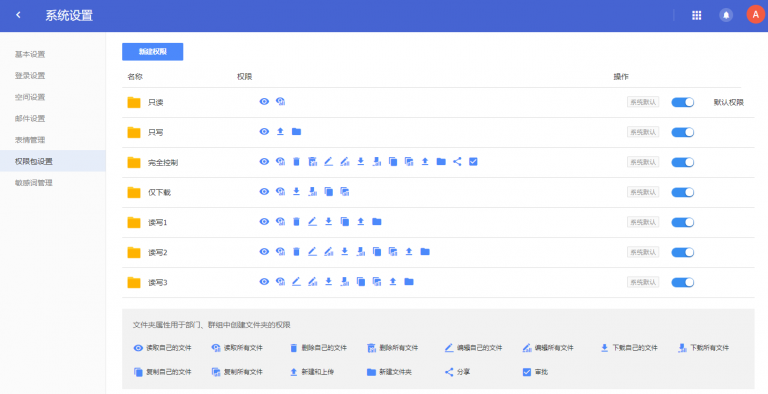 系统设置
A
基本设置
登录设置
空间设置
邮件设置
表情管理
权限包设置
敏感词管理
新建权限
名称 权限 操作
只读 系统默认 默认权限
只写 系统默认
完全控制 系统默认
仅下载 系统默认
读写1 系统默认
读写2 系统默认
读写3 系统默认
文件夹属性用于部门、群组中创建文件夹的权限
读取自己的文件 读取所有文件 删除自己的文件 删除所有文件 编辑自己的文件 编辑所有文件 下载自己的文件 下载所有文件
复制自己的文件 复制所有文件 新建和上传 新建文件夹 分享 审批